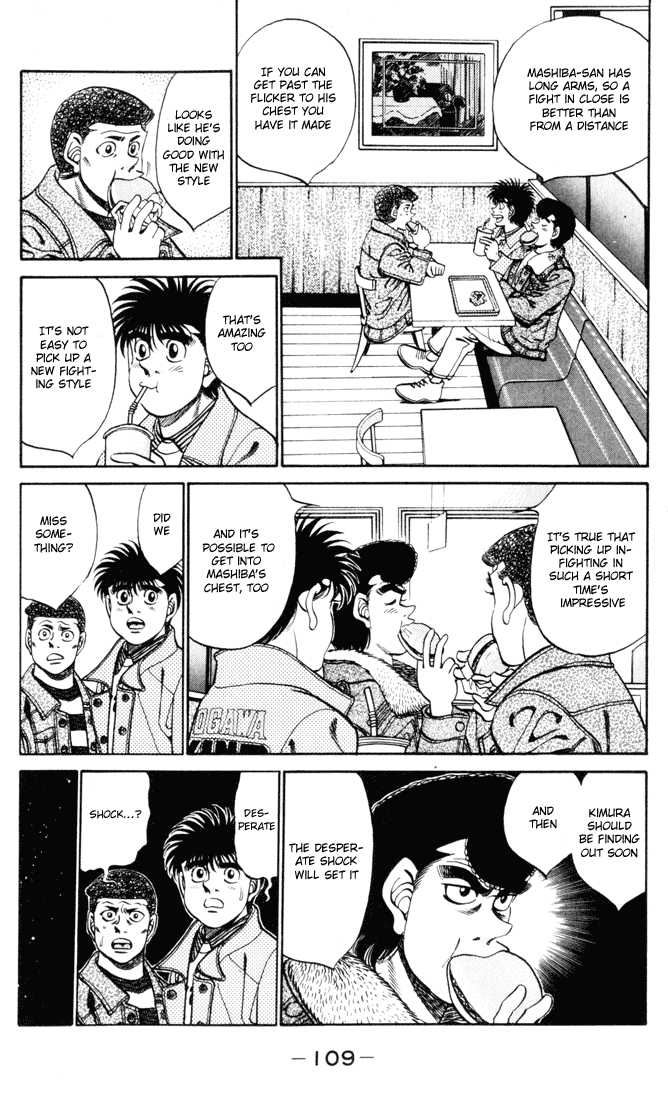 MASHIBA-SAN HAS
LONG ARMS, SO A
FIGHT IN CLOSE IS
BETTER THAN
FROM A DISTANCE
IF YOU CAN
GET PAST THE
FLICKER TO HIS
CHEST YOU
HAVE IT MADE
LOOKS
LIKE HE'S
DOING
GOOD WITH
THE NEW
STYLE
THAT'S
AMAZING
TOO
IT'S NOT
EASY TO
PICK UP A
NEW FIGHT-
ING STYLE
IT'S TRUE THAT
PICKING UP IN-
FIGHTING IN
SUCH A SHORT
TIME'S
IMPRESSIVE
AND IT'S
POSSIBLE TO
GET INTO
MASHIBA'S
CHEST, TOO
OGAWA
DID
WE
MISS
SOME-
THING?
KIMURA
SHOULD
BE FINDING
OUT SOON
AND
THEN
THE DESPER-
ATE SHOCK
WILL SET IT
DES-
PERATE
SHOCK...?
-109-